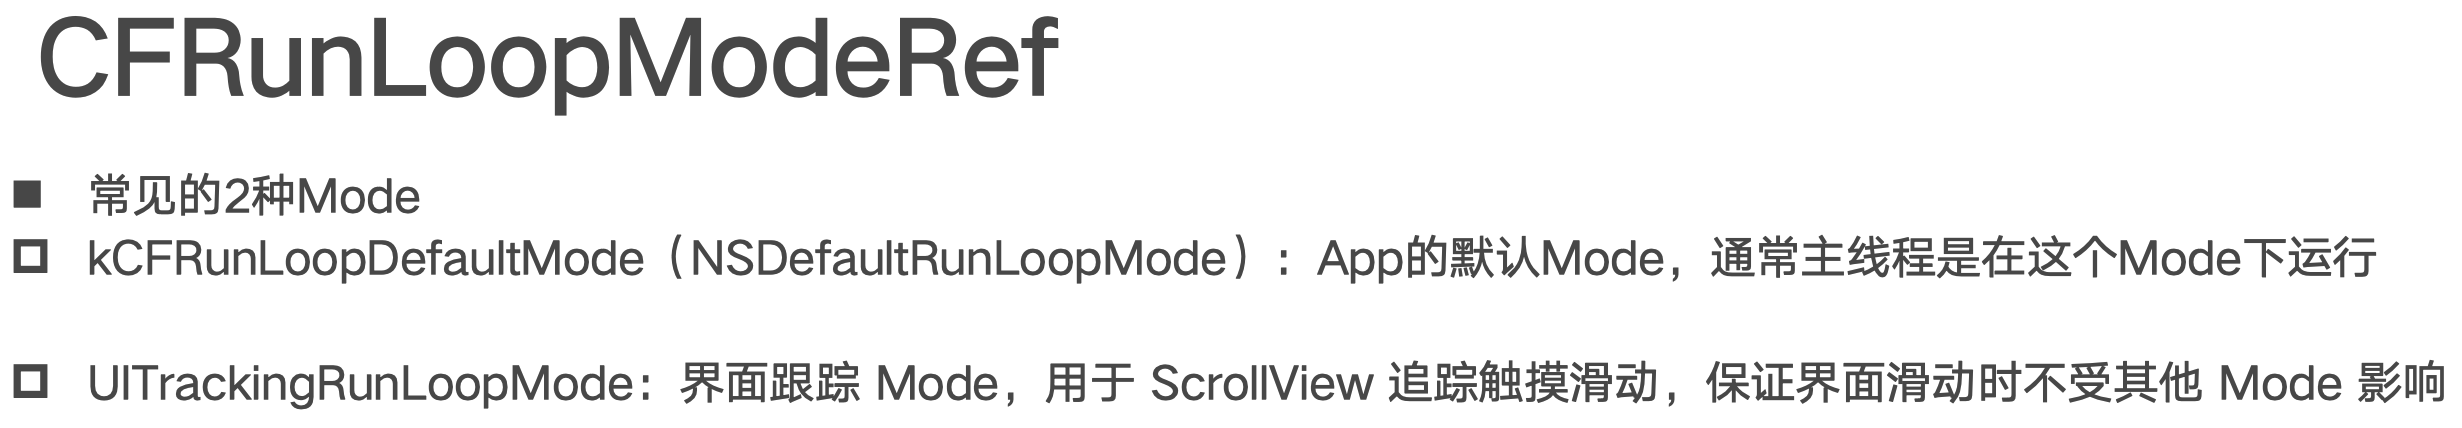 CFRunLoopModeRef
常见的2种Mode
kCFRunLoopDefaultMode（NSDefaultRunLoopMode）：App的默认Mode，通常主线程是在这个Mode下运行
UITrackingRunLoopMode：界面跟踪 Mode，用于 ScrollView 追踪触摸滑动，保证界面滑动时不受其他 Mode 影响